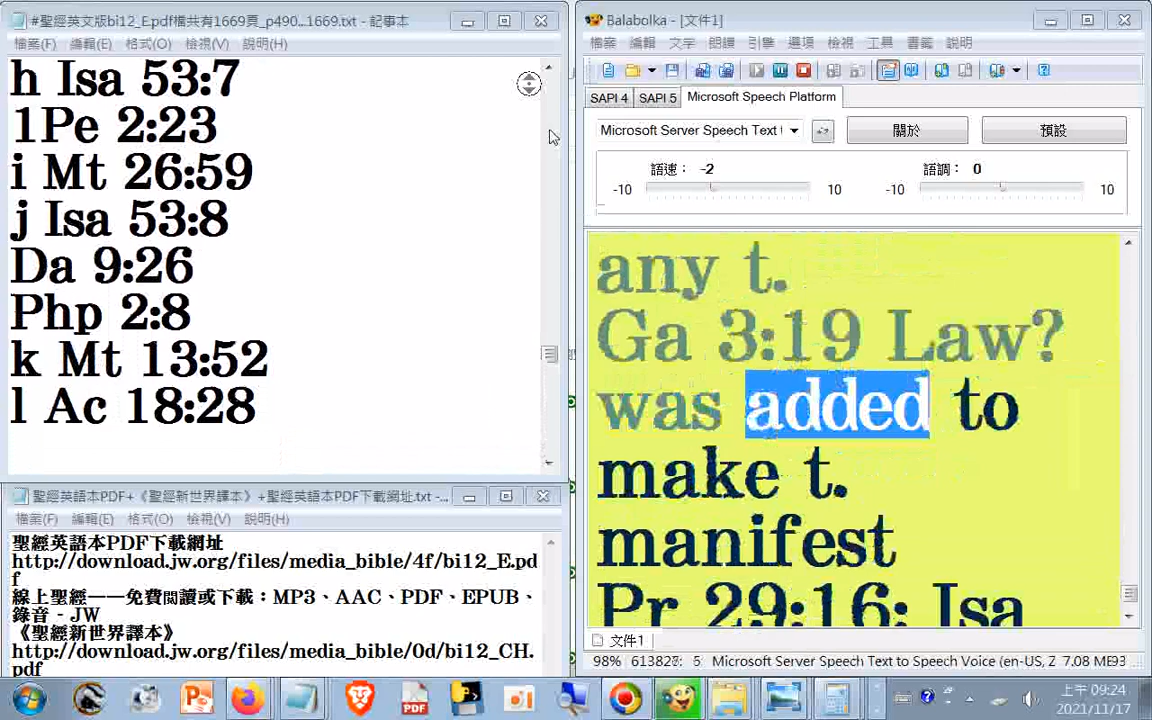 #聖經英文版bi12_E.pdf檔共有1669頁_p490...1669.txt - 記事本
檔案(F) 編輯(E) 格式(O) 檢視(V) 說明(H)
h Isa 53:7
1Pe 2:23
i Mt 26:59
j Isa 53:8
Da 9:26
Php 2:8
k Mt 13:52
l Ac 18:28
聖經英語本PDF+《聖經新世界譯本》+聖經英語本PDF下載網址.txt -...
檔案(F) 編輯(E) 格式(O) 檢視(V) 說明(H)
聖經英語本PDF下載網址
http://download.jw.org/files/media_bible/4f/bi12_E.pd
f
線上聖經——免費閱讀或下載：MP3、AAC、PDF、EPUB、
錄音 - JW
《聖經新世界譯本》
http://download.jw.org/files/media_bible/0d/bi12_CH.
pdf
Balabolka - [文件1]
檔案 編輯 文字 朗讀 引擎 選項 檢視 工具 書籤 說明
SAPI 4 SAPI 5 Microsoft Speech Platform
Microsoft Server Speech Text 關於 預設
語速： -2 語調： 0
-10 10 -10 10
any t.
Ga 3:19 Law?
was added to
make t.
manifest
Pr 29:16; Isa
文件1
98% 613827: 5 Microsoft Server Speech Text to Speech Voice (en-US, Z 7.08 ME93
PDF
上午 09:24
2021/11/17